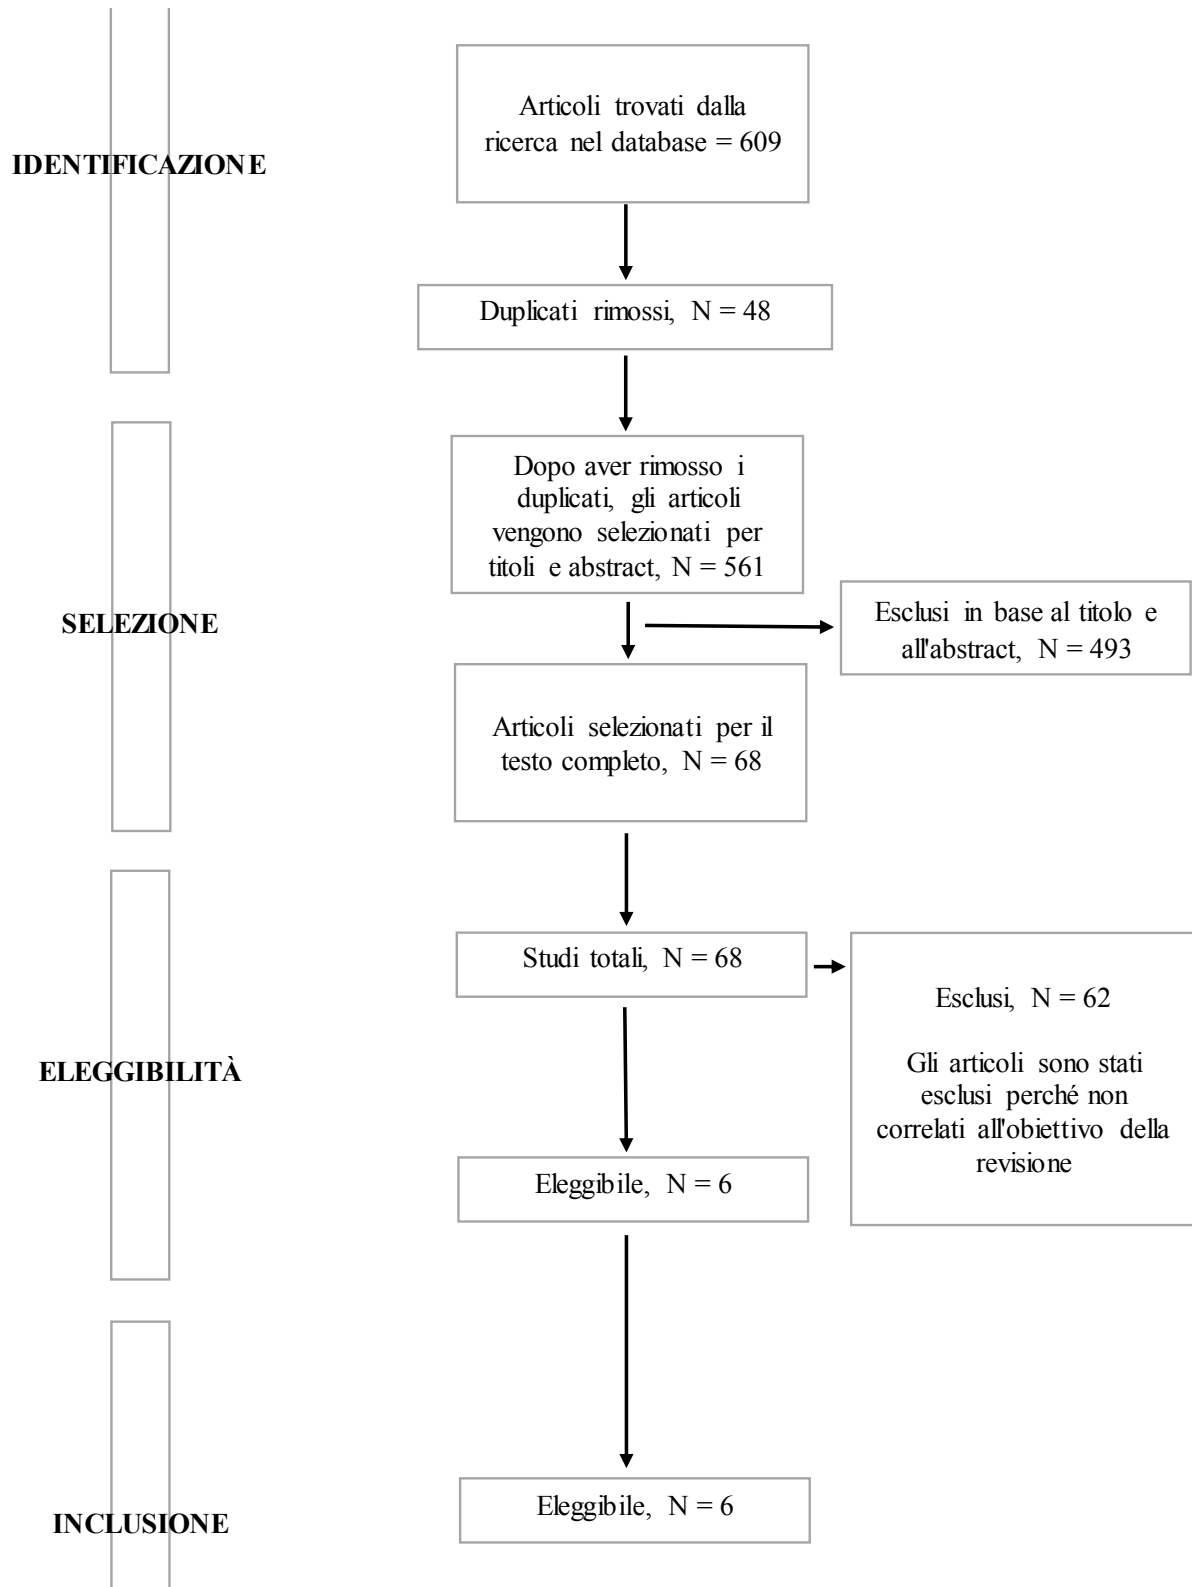 Articoli trovati dalla
ricerca nel database = 609
IDENTIFICAZIONE
Duplicati rimossi, N = 48
Dopo aver rimosso i
duplicati, gli articoli
vengono selezionati per
titoli e abstract, N = 561
SELEZIONE
Esclusi in base al titolo e
all'abstract, N = 493
Articoli selezionati per il
testo completo, N = 68
Studi totali, N = 68
Esclusi, N = 62
Gli articoli sono stati
esclusi perché non
correlati all'obiettivo della
revisione
ELEGGIBILITÀ
Eleggibile, N = 6
Eleggibile, N = 6
INCLUSIONE